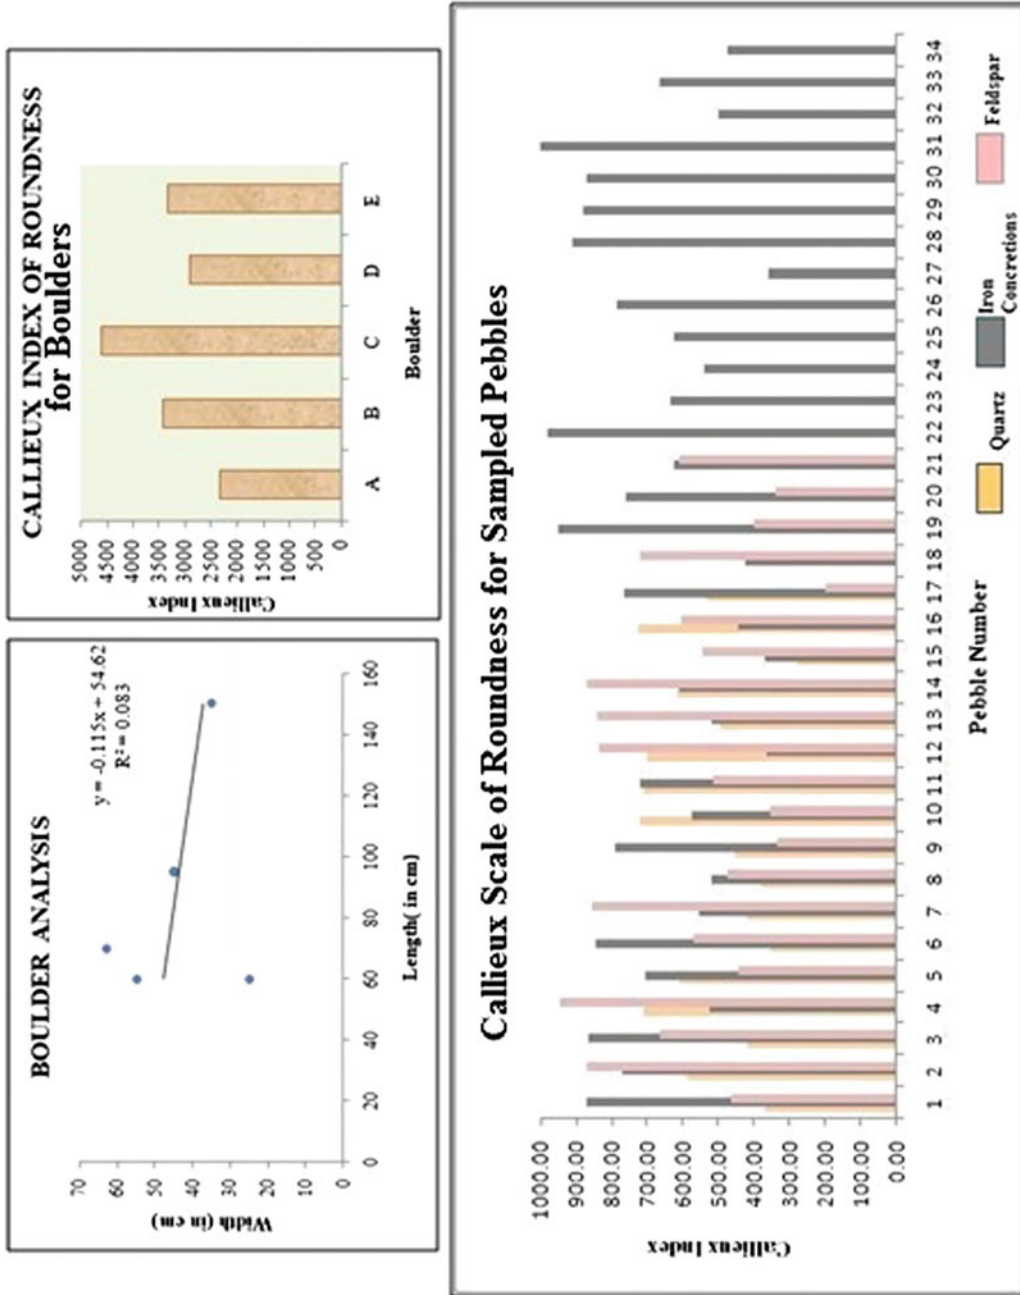 BOULDER ANALYSIS
y = -0.115x + 54.62
R² = 0.083
70
60
50
40
30
20
10
0
Width (in cm)
0 20 40 60 80 100 120 140 160
Length( in cm)
CALLIEUX INDEX OF ROUNDNESS
for Boulders
5000
4500
4000
3500
3000
2500
2000
1500
1000
500
0
Callieux Index
A B C D E
Boulder
Callieux Scale of Roundness for Sampled Pebbles
1000.00
900.00
800.00
700.00
600.00
500.00
400.00
300.00
200.00
100.00
0.00
Callieux Index
1 2 3 4 5 6 7 8 9 10 11 12 13 14 15 16 17 18 19 20 21 22 23 24 25 26 27 28 29 30 31 32 33 34
Pebble Number
Quartz
Iron
Concretions
Feldspar